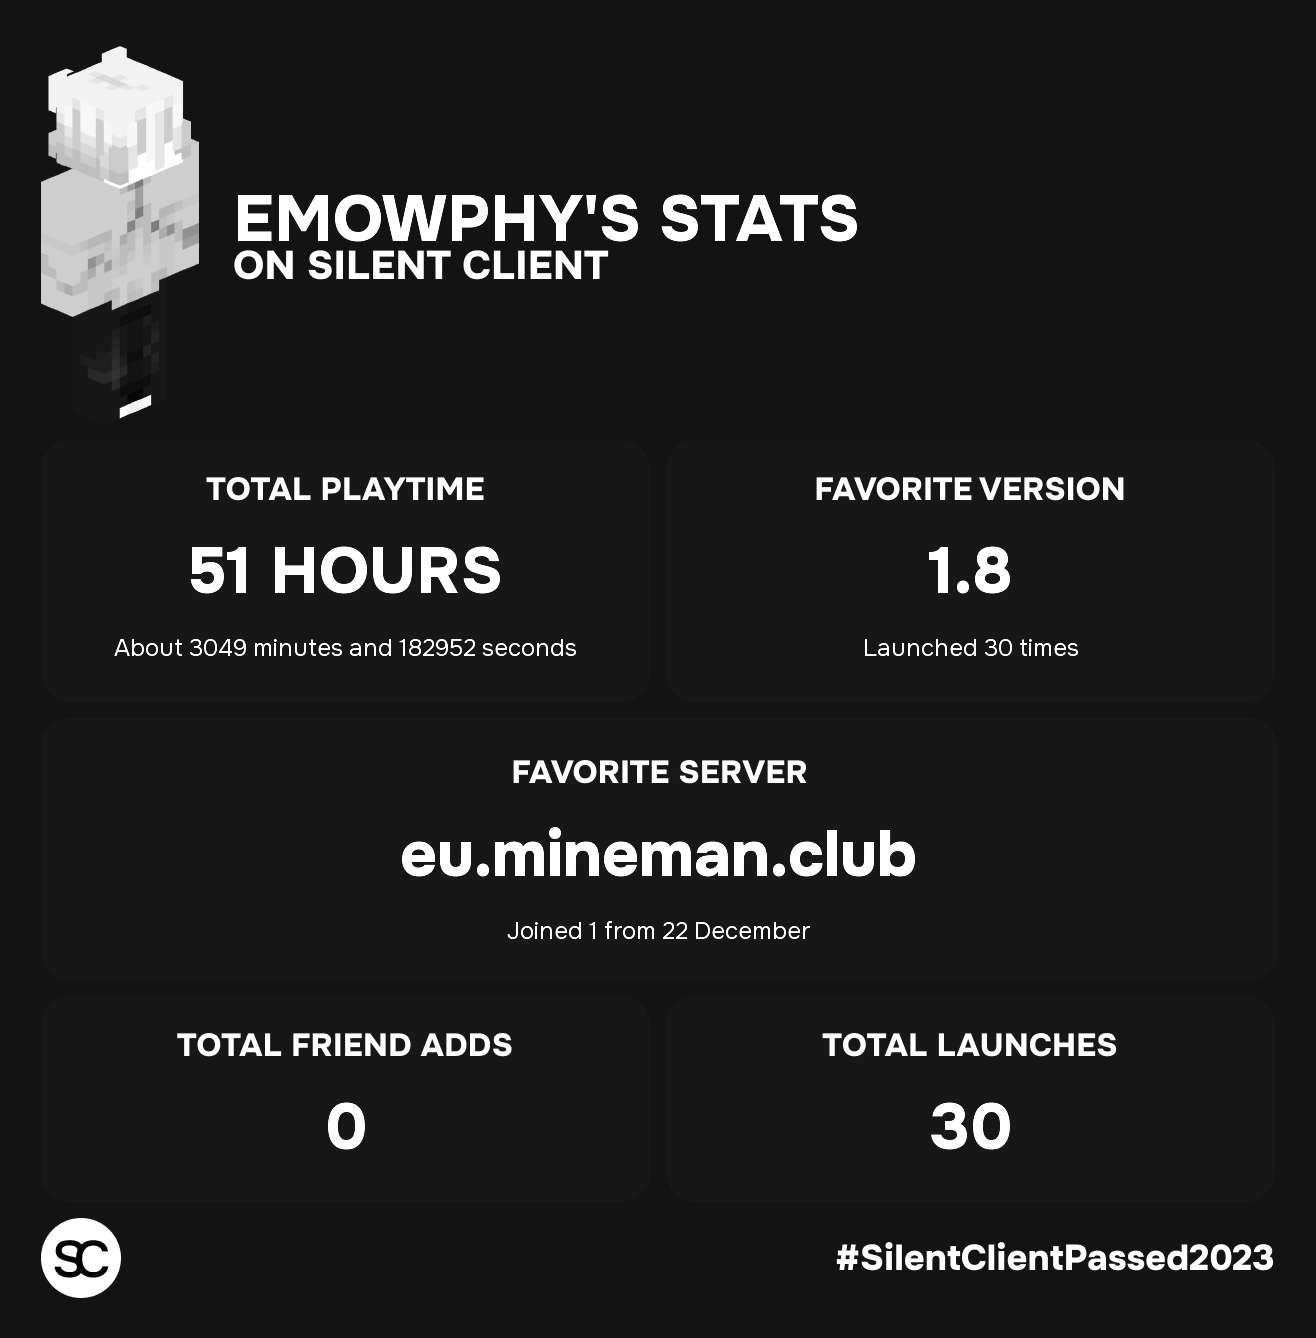 EMOWPHY'S STATS
ON SILENT CLIENT
TOTAL PLAYTIME
51 HOURS
About 3049 minutes and 182952 seconds
FAVORITE VERSION
1.8
Launched 30 times
FAVORITE SERVER
eu.mineman.club
Joined 1 from 22 December
TOTAL FRIEND ADDS
0
TOTAL LAUNCHES
30
SC
#SilentClientPassed2023